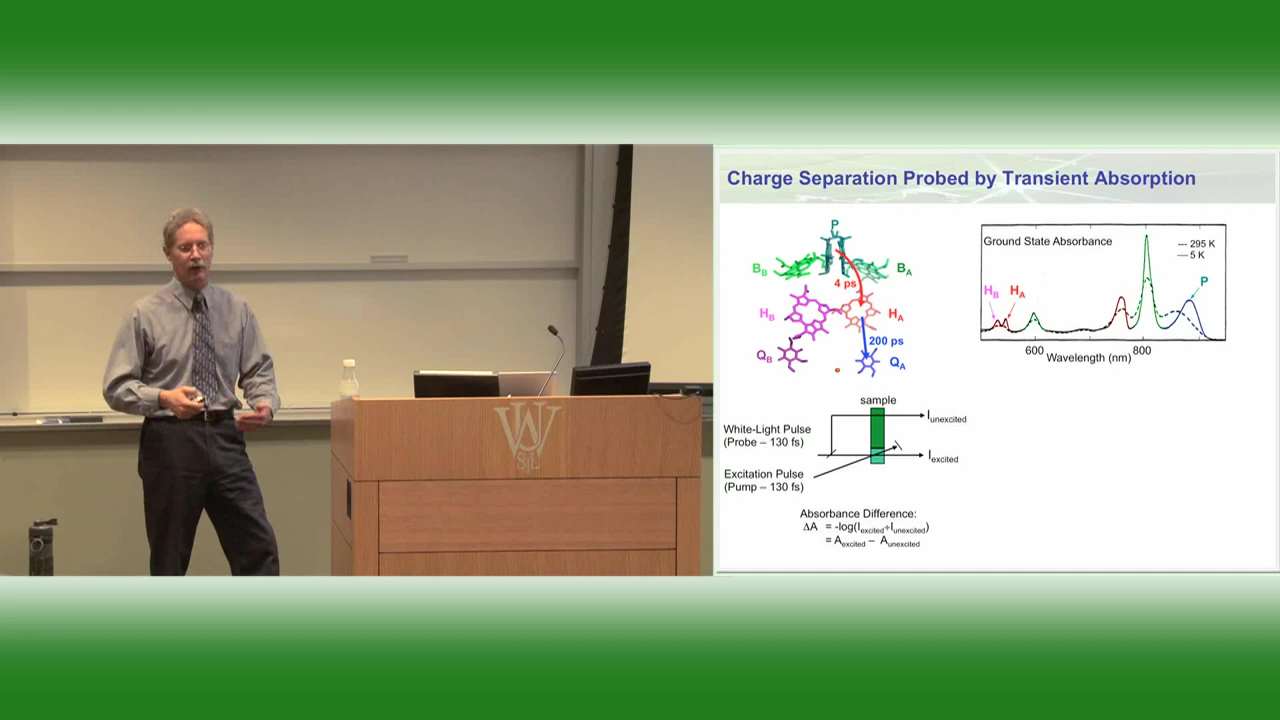 Charge Separation Probed by Transient Absorption
P
B_B
B_A
4 ps
H_B
H_A
200 ps
Q_B
Q_A
Ground State Absorbance
--- 295 K
— 5 K
H_B H_A
P
600
800
Wavelength (nm)
sample
White-Light Pulse
(Probe – 130 fs)
I_unexcited
I_excited
Excitation Pulse
(Pump – 130 fs)
Absorbance Difference:
ΔA = -log(I_excited÷I_unexcited)
= A_excited – A_unexcited
W
StL